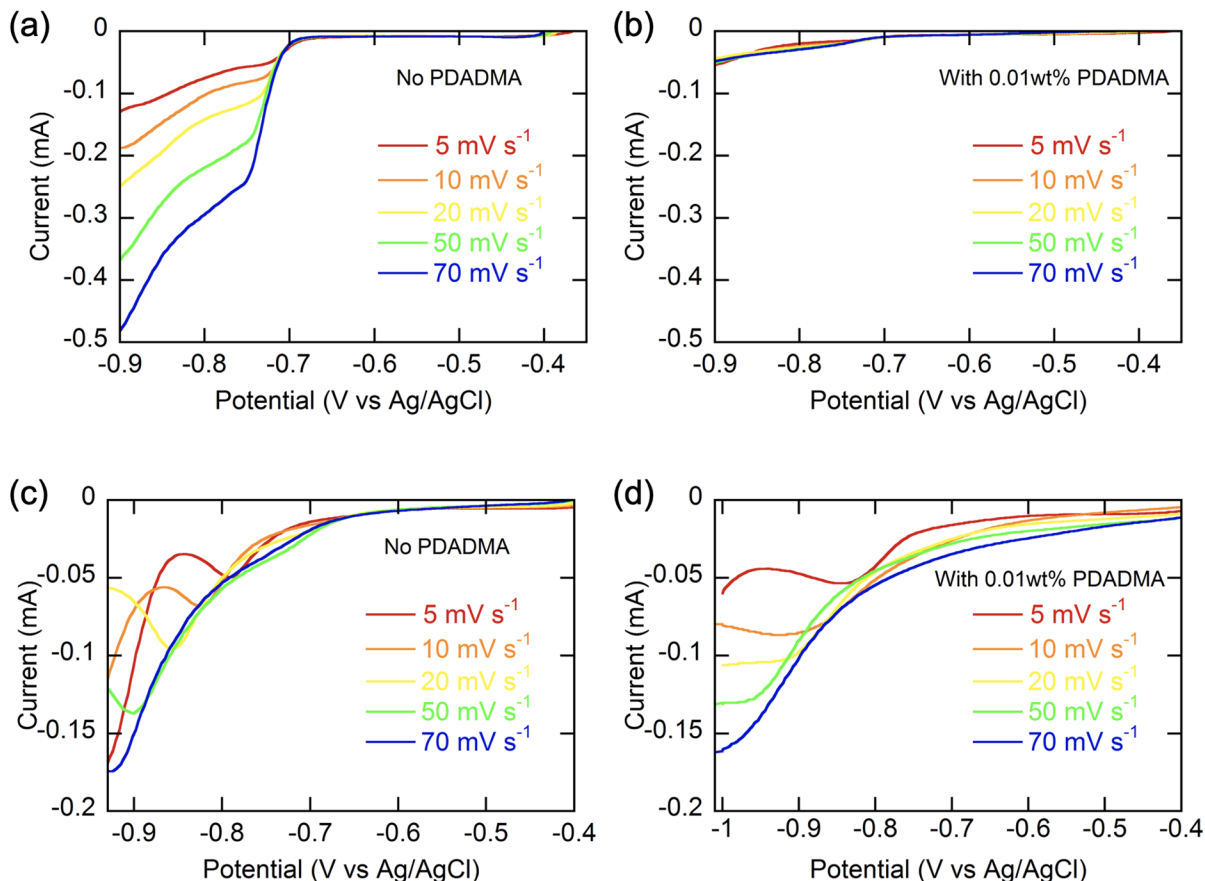 (a)
0
-0.1
-0.2
-0.3
-0.4
-0.5
Current (mA)
No PDADMA
5 mV s⁻¹
10 mV s⁻¹
20 mV s⁻¹
50 mV s⁻¹
70 mV s⁻¹
-0.9 -0.8 -0.7 -0.6 -0.5 -0.4
Potential (V vs Ag/AgCl)
(b)
0
-0.1
-0.2
-0.3
-0.4
-0.5
Current (mA)
With 0.01wt% PDADMA
5 mV s⁻¹
10 mV s⁻¹
20 mV s⁻¹
50 mV s⁻¹
70 mV s⁻¹
-0.9 -0.8 -0.7 -0.6 -0.5 -0.4
Potential (V vs Ag/AgCl)
(c)
0
-0.05
-0.1
-0.15
-0.2
Current (mA)
No PDADMA
5 mV s⁻¹
10 mV s⁻¹
20 mV s⁻¹
50 mV s⁻¹
70 mV s⁻¹
-0.9 -0.8 -0.7 -0.6 -0.5 -0.4
Potential (V vs Ag/AgCl)
(d)
0
-0.05
-0.1
-0.15
-0.2
Current (mA)
With 0.01wt% PDADMA
5 mV s⁻¹
10 mV s⁻¹
20 mV s⁻¹
50 mV s⁻¹
70 mV s⁻¹
-1 -0.9 -0.8 -0.7 -0.6 -0.5 -0.4
Potential (V vs Ag/AgCl)